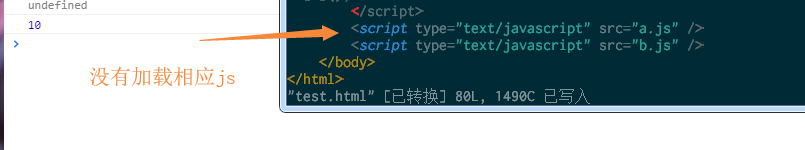 undefined
10
>
没有加载相应js
</script>
<script type="text/javascript" src="a.js" />
<script type="text/javascript" src="b.js" />
</body>
</html>
"test.html" [已转换] 80L, 1490C 已写入